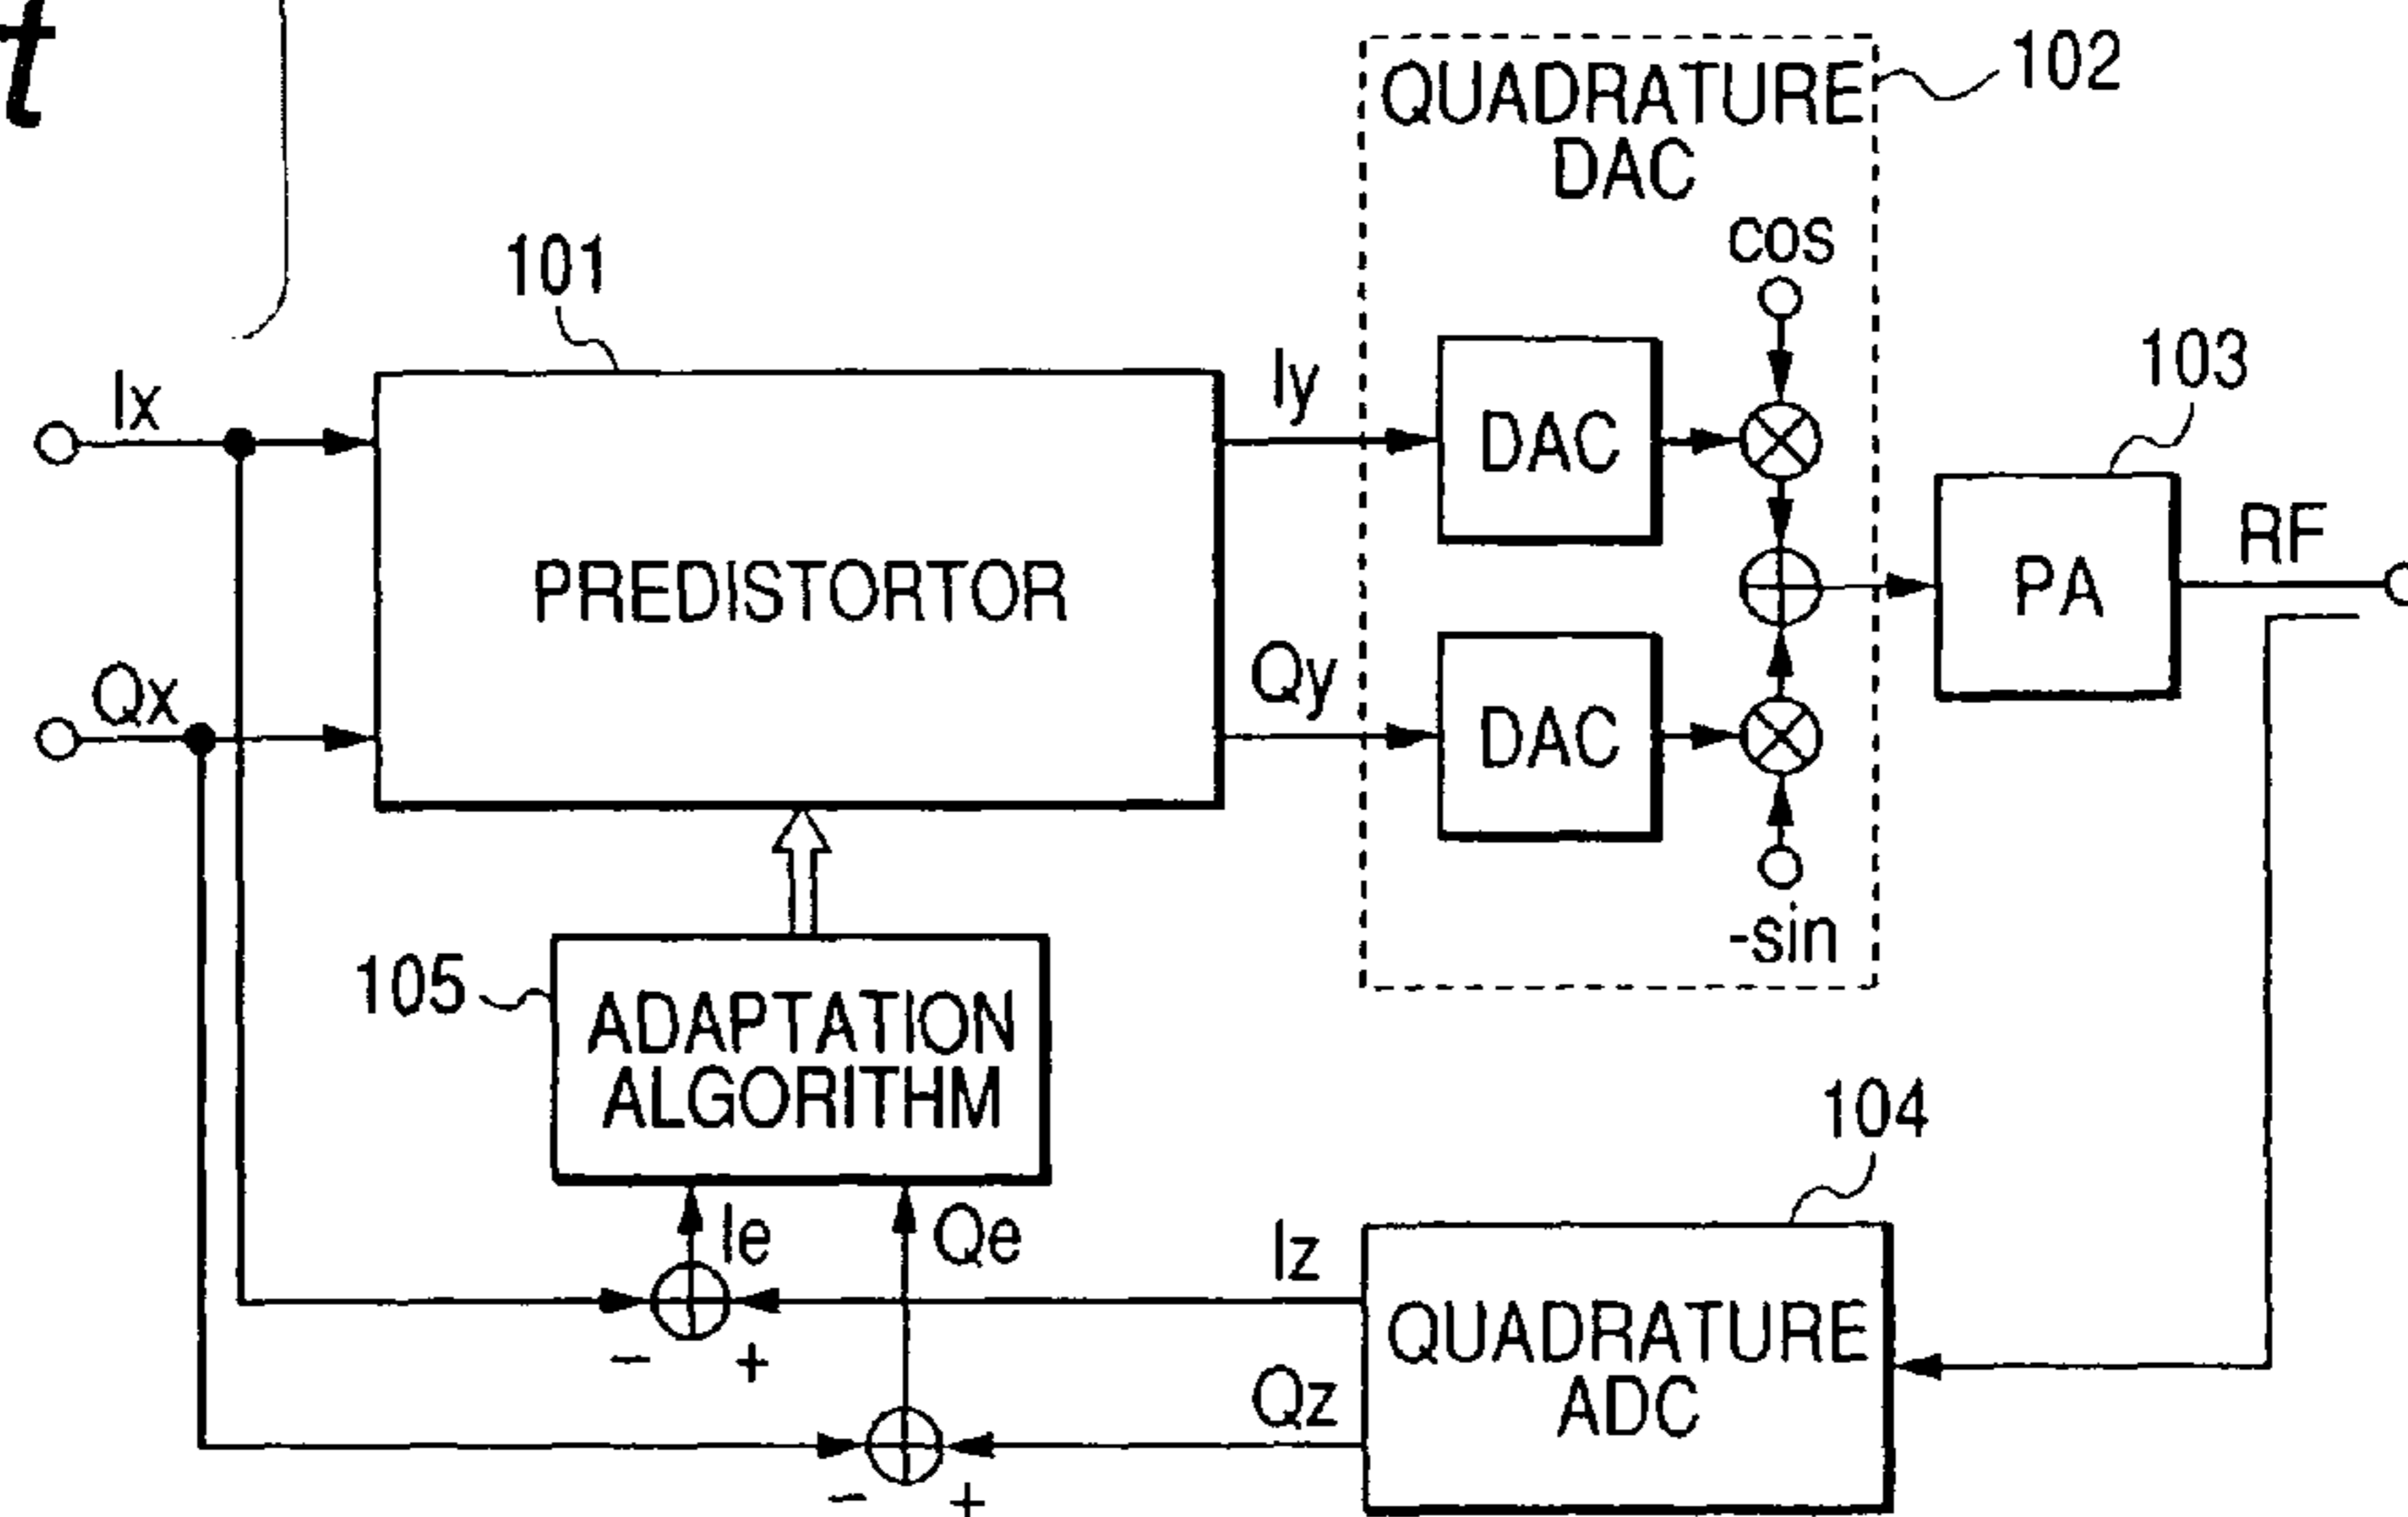 t
102
QUADRATURE
DAC
cos
101
103
Ix
Iy
DAC
RF
PREDISTORTOR
PA
Qx
Qy
DAC
-sin
105
ADAPTATION
ALGORITHM
104
Ie
Qe
Iz
QUADRATURE
ADC
- +
Qz
- +